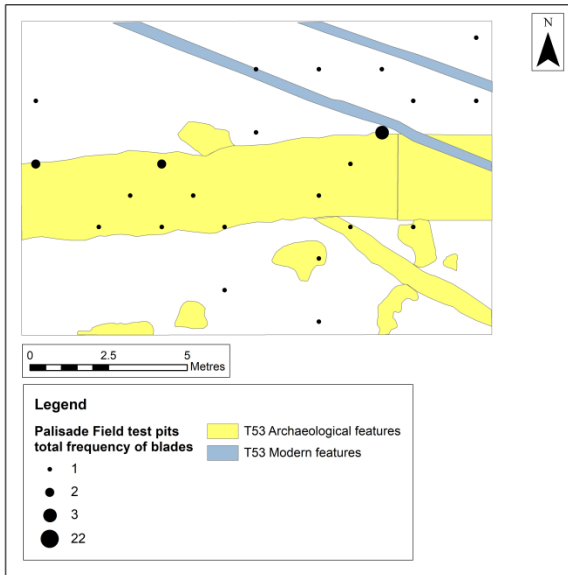 N
0 2.5 5
Metres
Legend
Palisade Field test pits
total frequency of blades
1
2
3
22
T53 Archaeological features
T53 Modern features